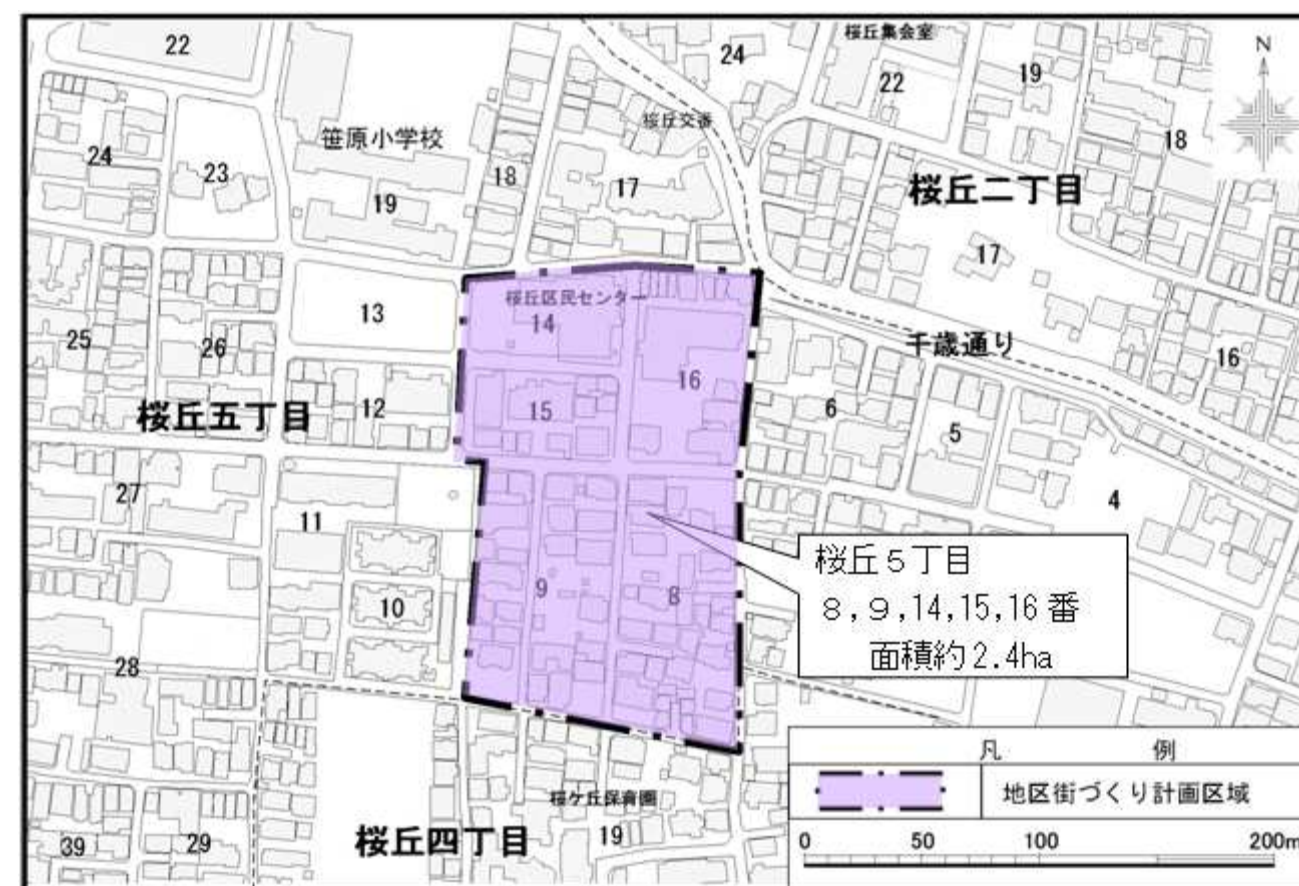 22
24
桜丘集会室
N
22
19
24
23
笹原小学校
桜丘交番
18
19
18
17
桜丘二丁目
17
桜丘区民センター
14
13
25
26
千歳通り
16
16
桜丘五丁目
12
15
6
5
4
27
11
桜丘5丁目
8,9,14,15,16番
面積約2.4ha
10
9
8
28
凡 例
地区街づくり計画区域
桜ケ丘保育園
39
29
桜丘四丁目
19
0 50 100 200m